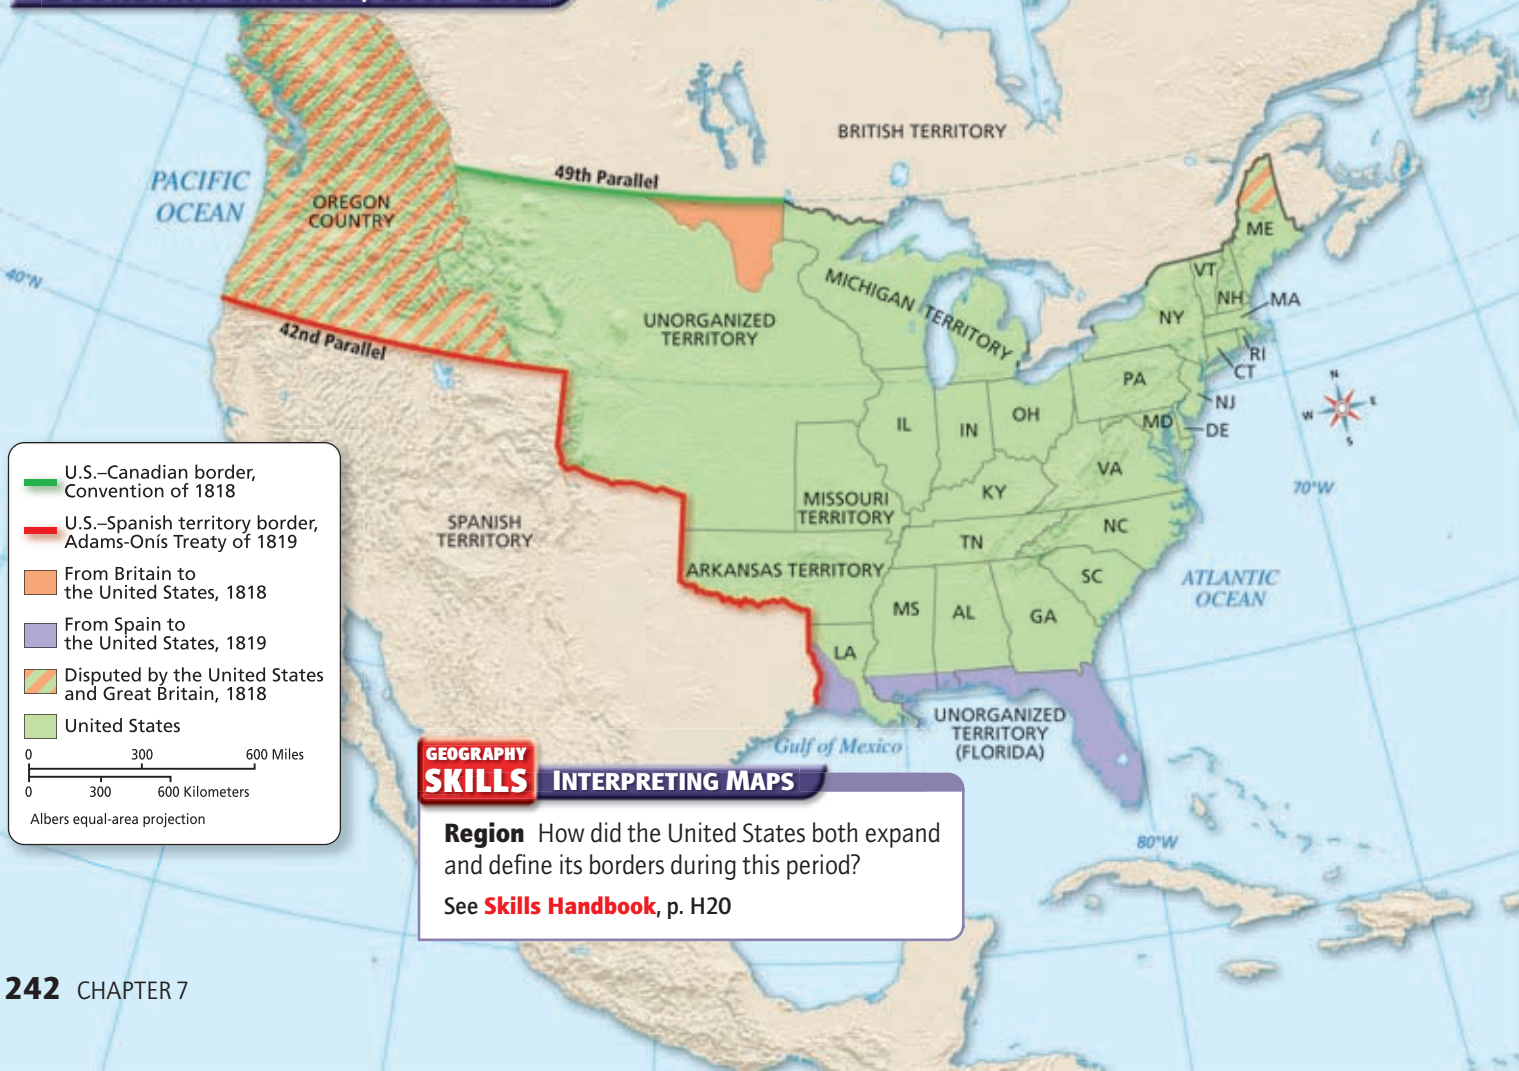 PACIFIC
OCEAN
OREGON
COUNTRY
49th Parallel
BRITISH TERRITORY
40°N
42nd Parallel
UNORGANIZED
TERRITORY
MICHIGAN TERRITORY
ME
VT
NH
MA
NY
RI
CT
PA
NJ
MD
DE
IL
IN
OH
VA
KY
MISSOURI
TERRITORY
NC
TN
ARKANSAS TERRITORY
SC
MS
AL
GA
LA
SPANISH
TERRITORY
N
W
E
S
70°W
ATLANTIC
OCEAN
UNORGANIZED
TERRITORY
(FLORIDA)
Gulf of Mexico
80°W
U.S.–Canadian border,
Convention of 1818
U.S.–Spanish territory border,
Adams-Onís Treaty of 1819
From Britain to
the United States, 1818
From Spain to
the United States, 1819
Disputed by the United States
and Great Britain, 1818
United States
0 300 600 Miles
0 300 600 Kilometers
Albers equal-area projection
GEOGRAPHY
SKILLS INTERPRETING MAPS
Region How did the United States both expand
and define its borders during this period?
See Skills Handbook, p. H20
242 CHAPTER 7